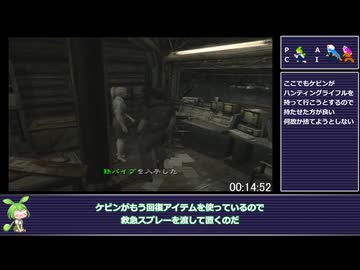 P A
C I
ここでもケビンが
ハンティングライフルを
持って行こうとするので
持たせた方が良い
何故か捨てようとしない
鉄パイプを入手した
00:14:52
ケビンがもう回復アイテムを使っているので
救急スプレーを渡して置くのだ